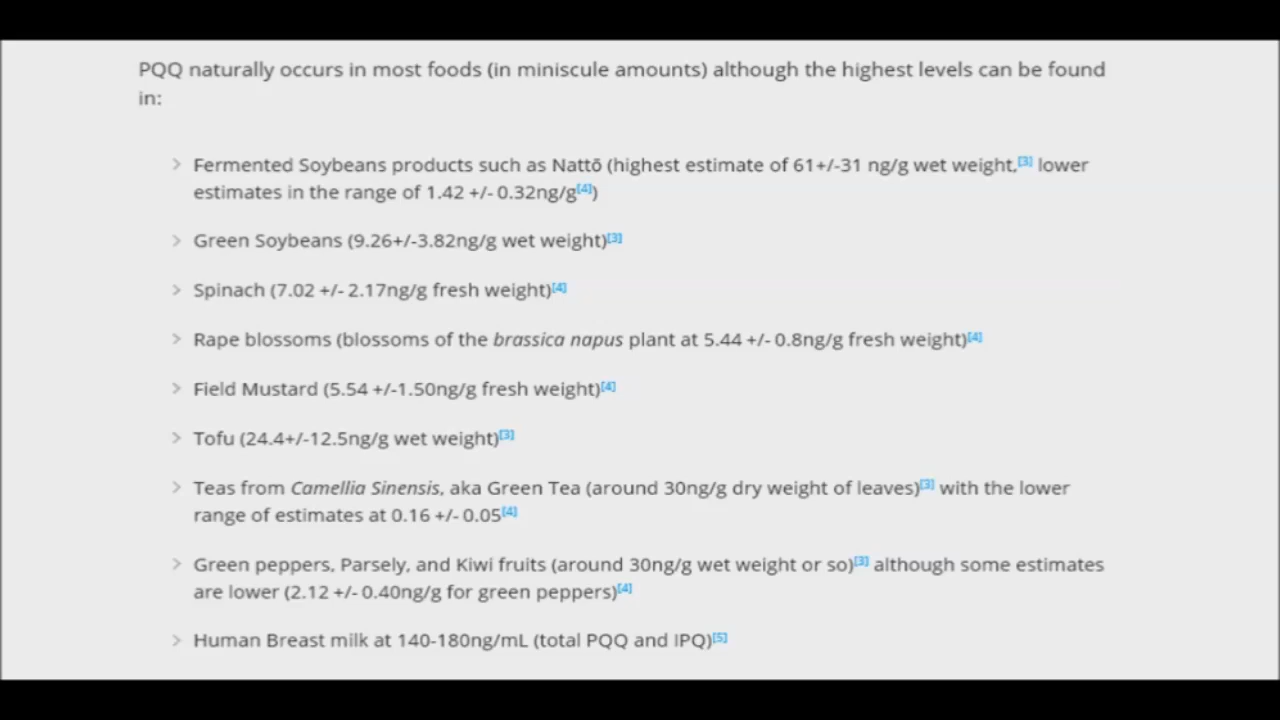 PQQ naturally occurs in most foods (in miniscule amounts) although the highest levels can be found
in:
> Fermented Soybeans products such as Nattō (highest estimate of 61+/-31 ng/g wet weight,[3] lower
estimates in the range of 1.42 +/- 0.32ng/g[4])
> Green Soybeans (9.26+/-3.82ng/g wet weight)[3]
> Spinach (7.02 +/- 2.17ng/g fresh weight)[4]
> Rape blossoms (blossoms of the brassica napus plant at 5.44 +/- 0.8ng/g fresh weight)[4]
> Field Mustard (5.54 +/-1.50ng/g fresh weight)[4]
> Tofu (24.4+/-12.5ng/g wet weight)[3]
> Teas from Camellia Sinensis, aka Green Tea (around 30ng/g dry weight of leaves)[3] with the lower
range of estimates at 0.16 +/- 0.05[4]
> Green peppers, Parsely, and Kiwi fruits (around 30ng/g wet weight or so)[3] although some estimates
are lower (2.12 +/- 0.40ng/g for green peppers)[4]
> Human Breast milk at 140-180ng/mL (total PQQ and IPQ)[5]